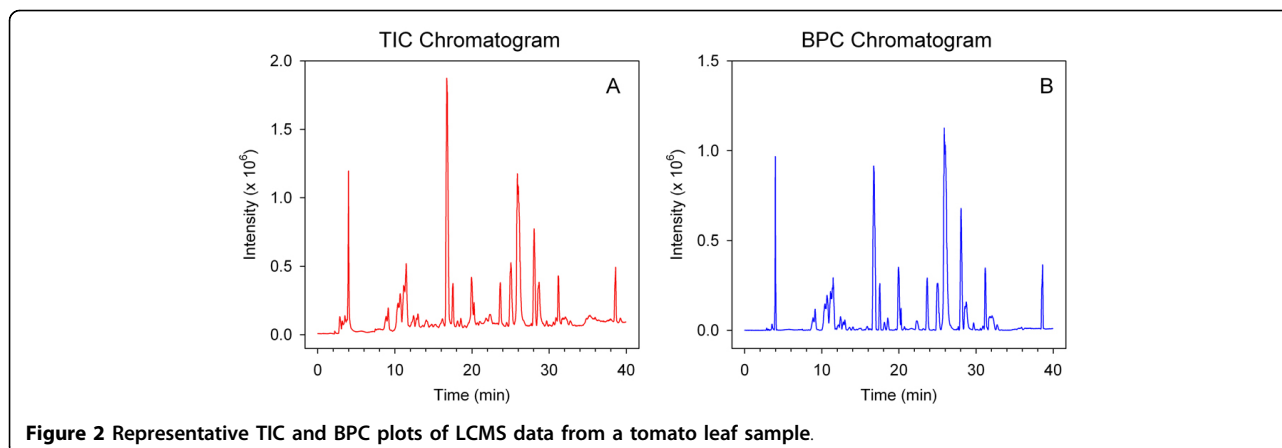 TIC Chromatogram
A
2.0
1.5
1.0
0.5
0.0
Intensity (x 10⁶)
0 10 20 30 40
Time (min)
BPC Chromatogram
B
1.5
1.0
0.5
0.0
Intensity (x 10⁶)
0 10 20 30 40
Time (min)
Figure 2 Representative TIC and BPC plots of LCMS data from a tomato leaf sample.